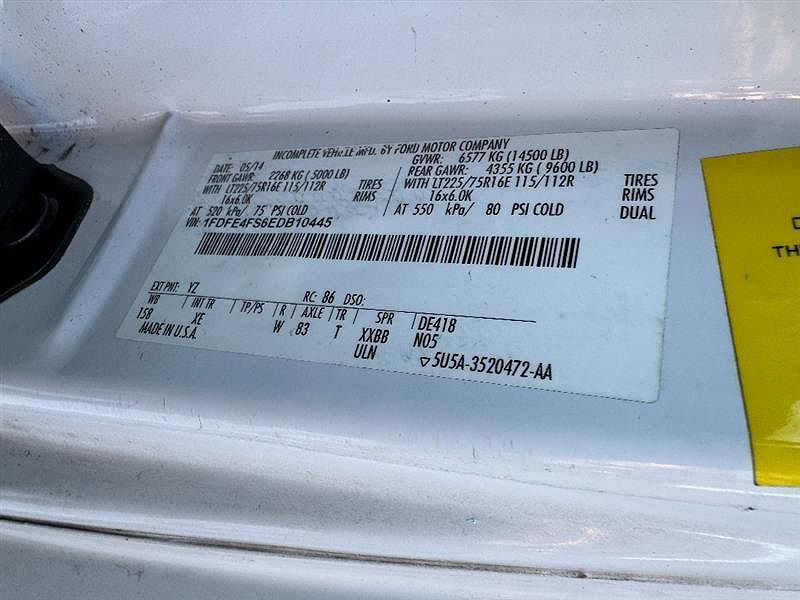 INCOMPLETE VEHICLE MFD. BY FORD MOTOR COMPANY
DATE: 05/14 GVWR: 6577 KG (14500 LB)
FRONT GAWR: 2268 KG (5000 LB) REAR GAWR: 4355 KG (9600 LB)
WITH LT225/75R16E 115/112R TIRES WITH LT225/75R16E 115/112R TIRES
16x6.0K RIMS 16x6.0K RIMS
AT 520 kPa/ 75 PSI COLD AT 550 kPa/ 80 PSI COLD DUAL
VIN: 1FDFE4FS6EDB10445
EXT PNT: YZ RC: 86 DSO:
WB INT TR TP/PS R AXLE TR SPR DE418
158 XE W 83 T XXBB N05
MADE IN U.S.A. ULN
▽5U5A-3520472-AA
D
TH